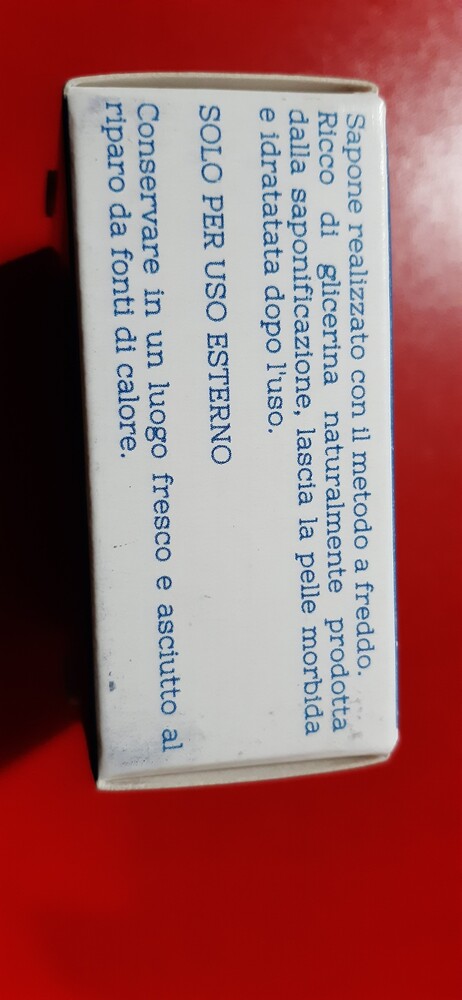 Sapone realizzato con il metodo a freddo.
Ricco di glicerina naturalmente prodotta
dalla saponificazione, lascia la pelle morbida
e idratatata dopo l'uso.
SOLO PER USO ESTERNO
Conservare in un luogo fresco e asciutto al
riparo da fonti di calore.